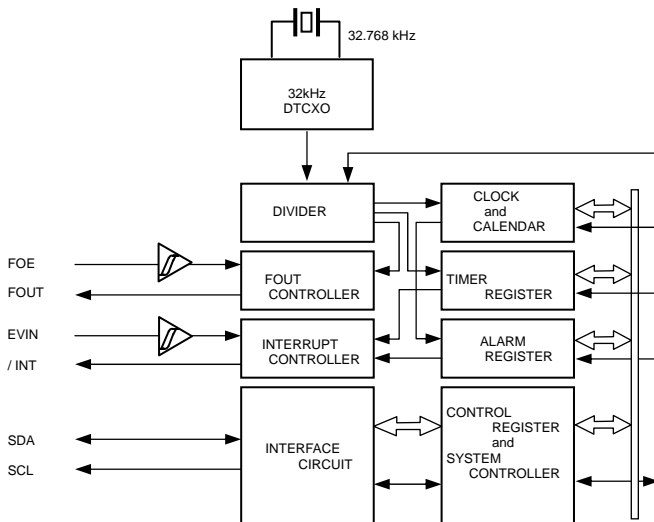 32.768 kHz
32kHz
DTCXO
DIVIDER
CLOCK
and
CALENDAR
FOE
FOUT
FOUT
CONTROLLER
TIMER
REGISTER
EVIN
/ INT
INTERRUPT
CONTROLLER
ALARM
REGISTER
SDA
SCL
INTERFACE
CIRCUIT
CONTROL
REGISTER
and
SYSTEM
CONTROLLER